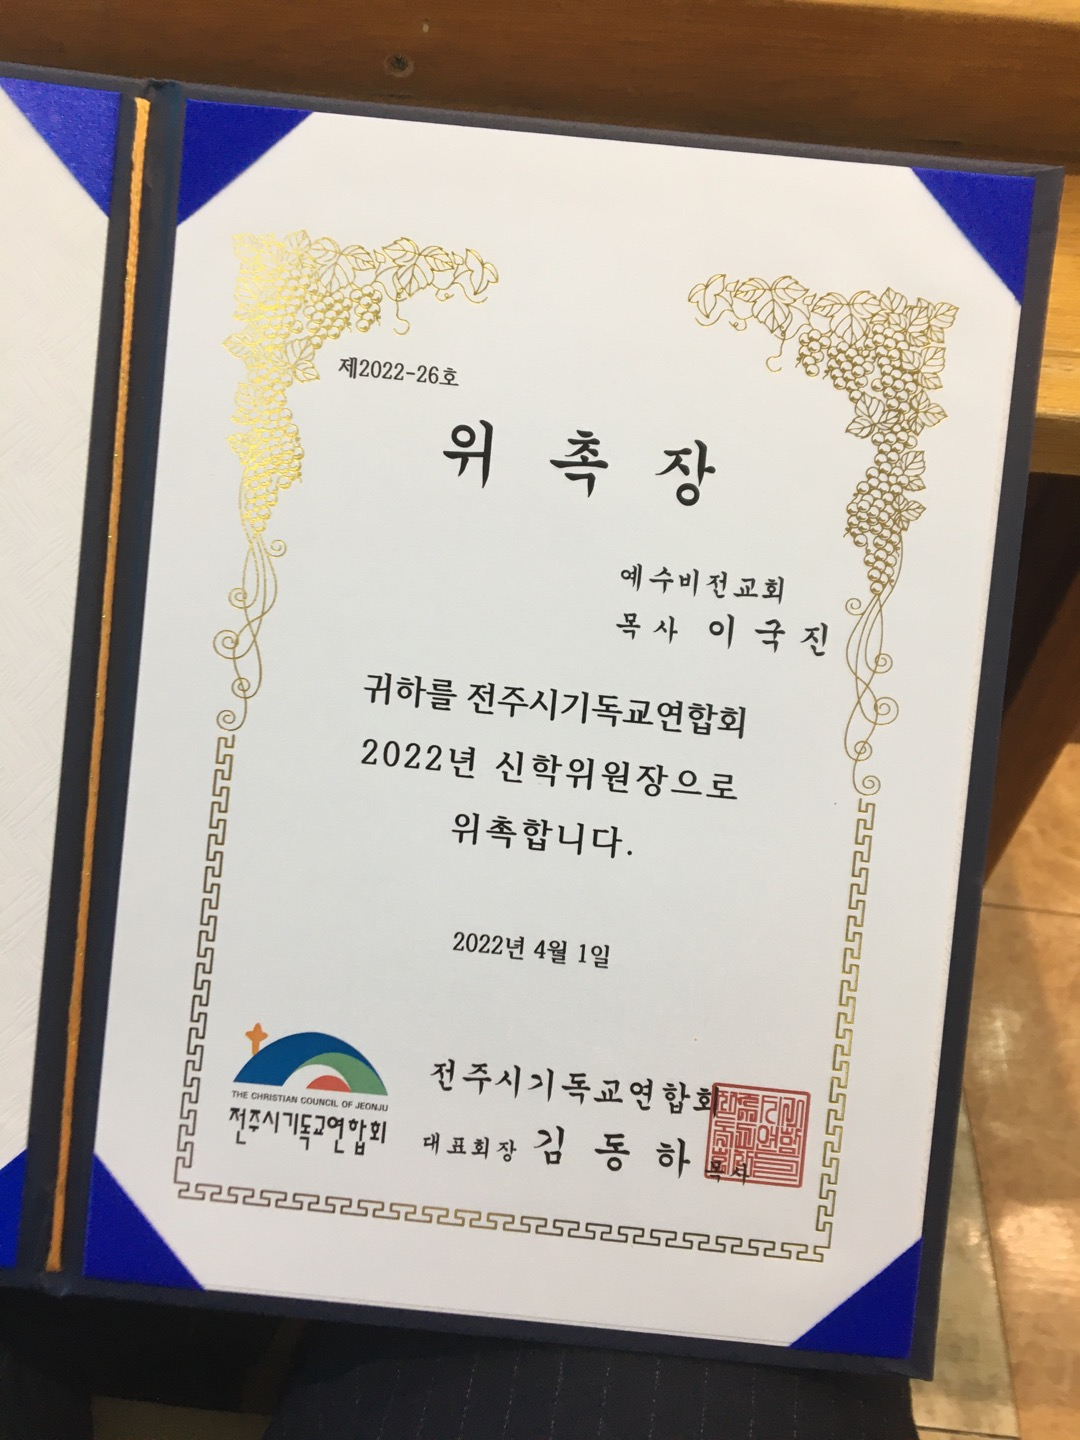 제2022-26호
위 촉 장
예수비전교회
목사 이 국 진
귀하를 전주시기독교연합회
2022년 신학위원장으로
위촉합니다.
2022년 4월 1일
THE CHRISTIAN COUNCIL OF JEONJU
전주시기독교연합회
전주시기독교연합회
대표회장 김 동 하 목사